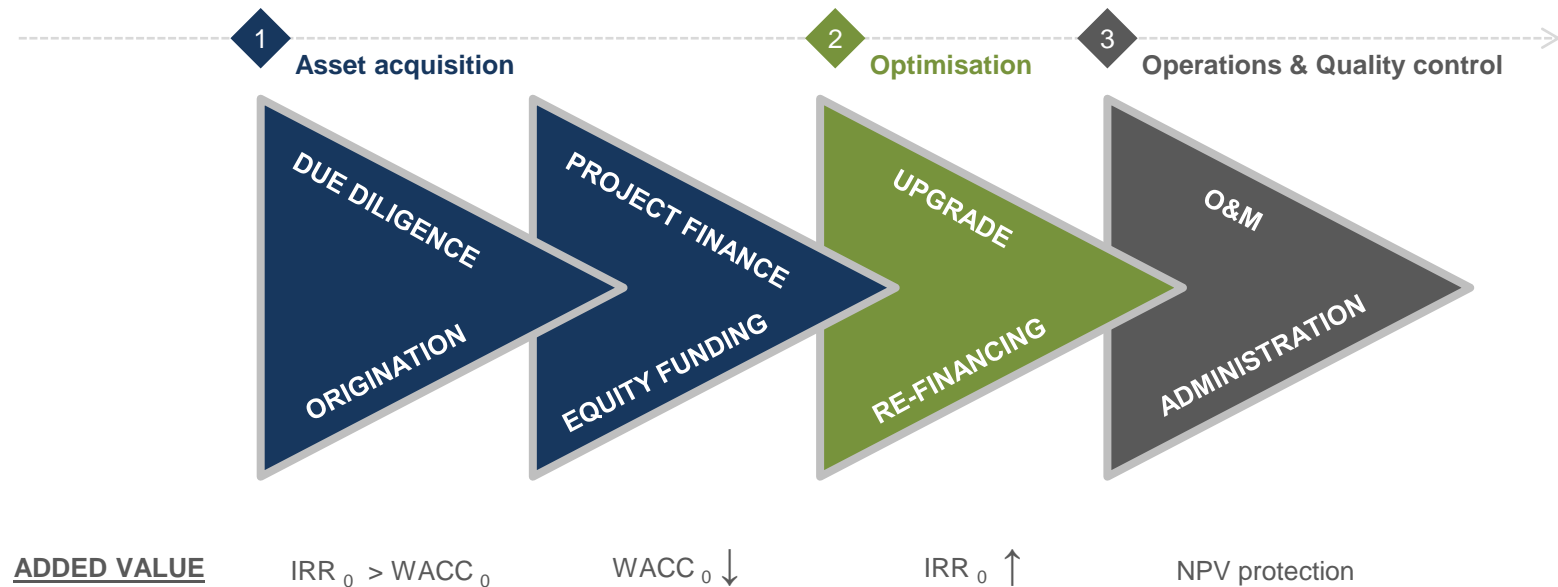 1
Asset acquisition
2
Optimisation
3
Operations & Quality control
DUE DILIGENCE
ORIGINATION
PROJECT FINANCE
EQUITY FUNDING
UPGRADE
RE-FINANCING
O&M
ADMINISTRATION
ADDED VALUE
IRR 0 > WACC 0
WACC 0 ↓
IRR 0 ↑
NPV protection